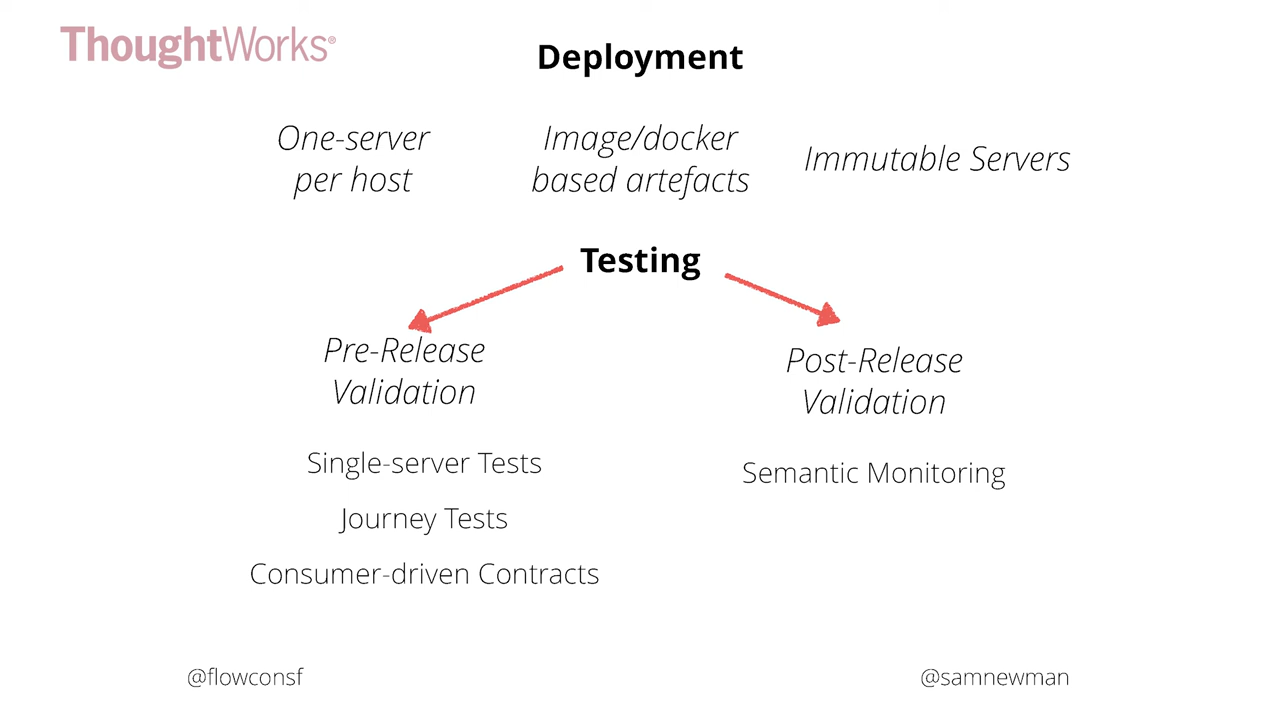 ThoughtWorks®
Deployment
One-server
per host
Image/docker
based artefacts
Immutable Servers
Testing
Pre-Release
Validation
Single-server Tests
Journey Tests
Consumer-driven Contracts
Post-Release
Validation
Semantic Monitoring
@flowconsf
@samnewman